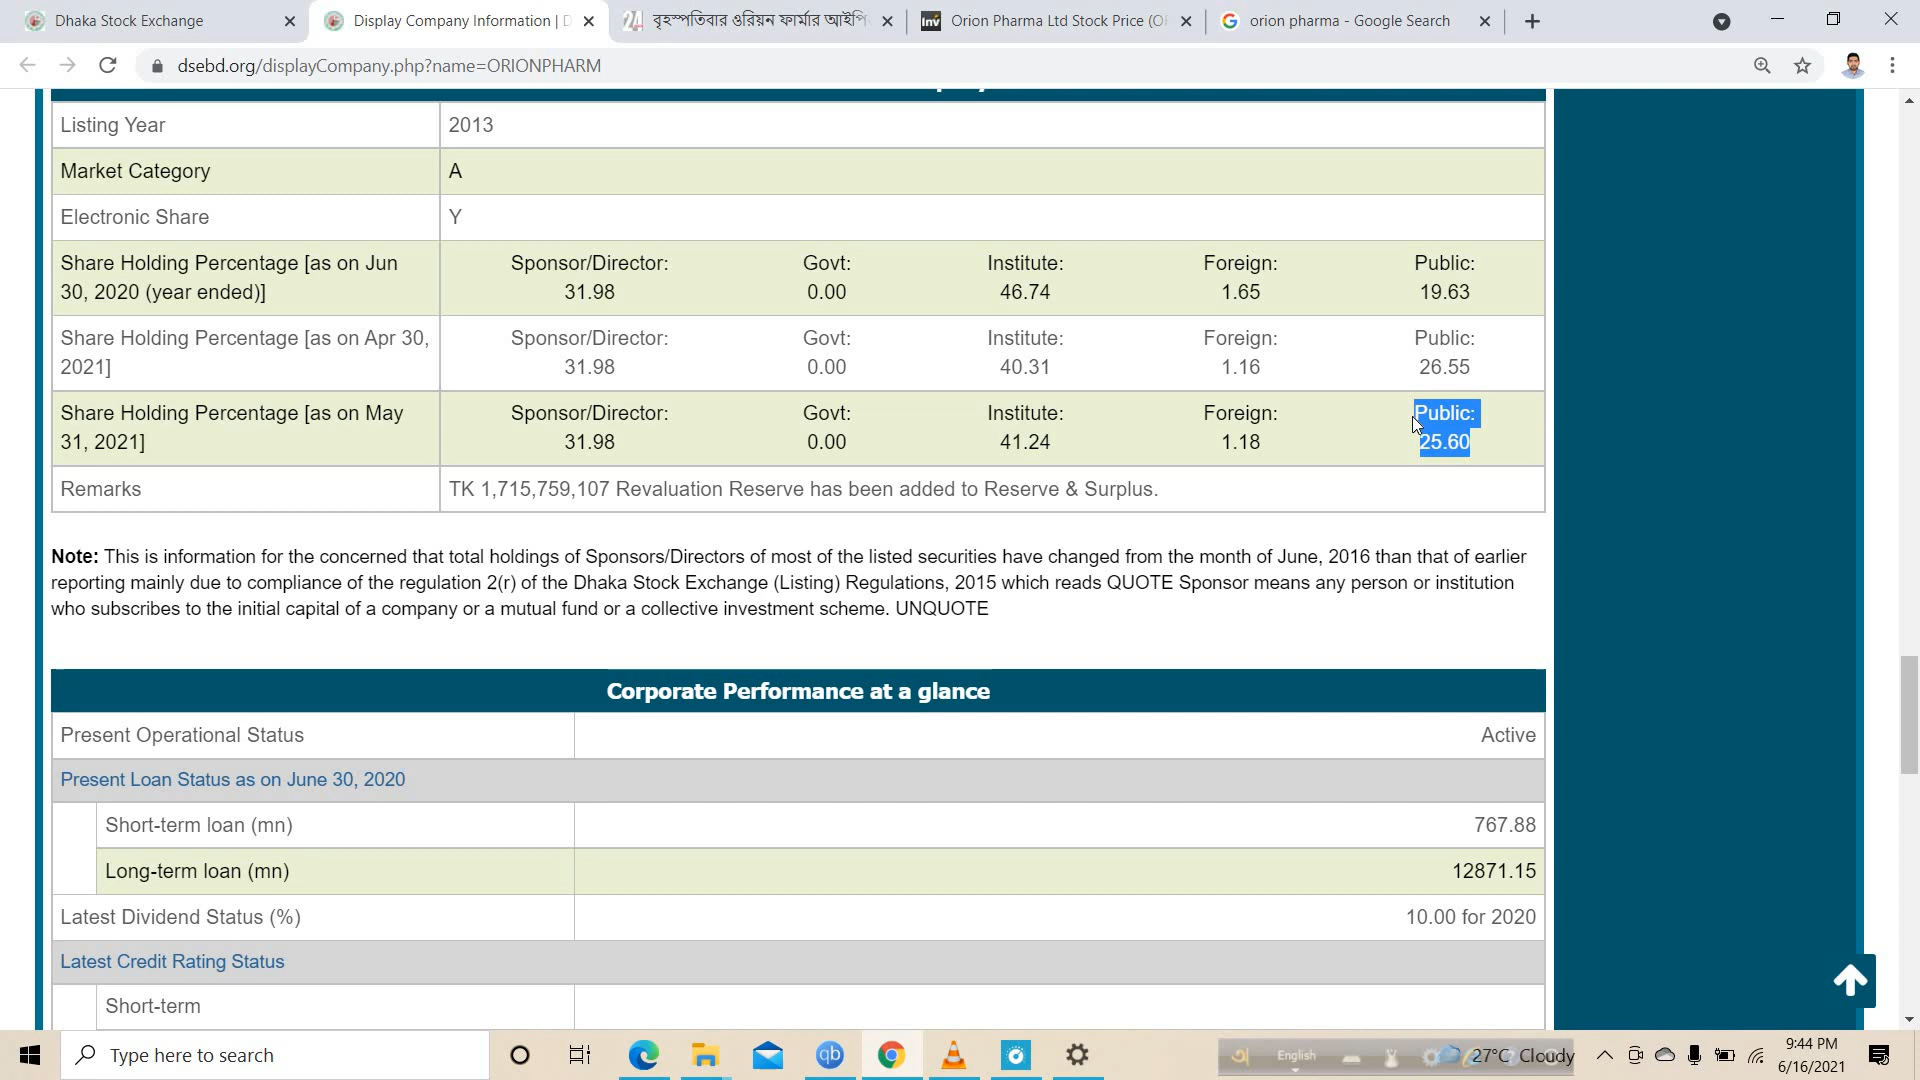 Dhaka Stock Exchange
Display Company Information | D
বৃহস্পতিবার ওরিয়ন ফার্মার আইপি
Inv Orion Pharma Ltd Stock Price (O
G orion pharma - Google Search
dsebd.org/displayCompany.php?name=ORIONPHARM
Listing Year 2013
Market Category A
Electronic Share Y
Share Holding Percentage [as on Jun 30, 2020 (year ended)] Sponsor/Director: 31.98 Govt: 0.00 Institute: 46.74 Foreign: 1.65 Public: 19.63
Share Holding Percentage [as on Apr 30, 2021] Sponsor/Director: 31.98 Govt: 0.00 Institute: 40.31 Foreign: 1.16 Public: 26.55
Share Holding Percentage [as on May 31, 2021] Sponsor/Director: 31.98 Govt: 0.00 Institute: 41.24 Foreign: 1.18 Public: 25.60
Remarks TK 1,715,759,107 Revaluation Reserve has been added to Reserve & Surplus.
Note: This is information for the concerned that total holdings of Sponsors/Directors of most of the listed securities have changed from the month of June, 2016 than that of earlier
reporting mainly due to compliance of the regulation 2(r) of the Dhaka Stock Exchange (Listing) Regulations, 2015 which reads QUOTE Sponsor means any person or institution
who subscribes to the initial capital of a company or a mutual fund or a collective investment scheme. UNQUOTE
Corporate Performance at a glance
Present Operational Status Active
Present Loan Status as on June 30, 2020
Short-term loan (mn) 767.88
Long-term loan (mn) 12871.15
Latest Dividend Status (%) 10.00 for 2020
Latest Credit Rating Status
Short-term
Type here to search
qb
English
27°C Cloudy
9:44 PM
6/16/2021